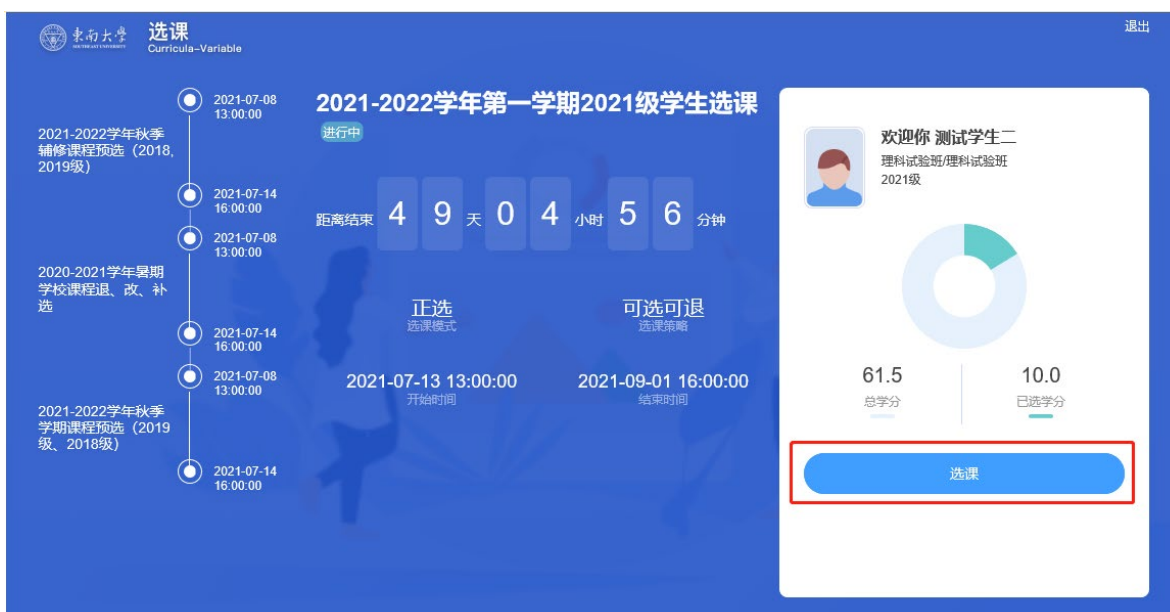 东南大学
SOUTHEAST UNIVERSITY
选课
Curricula-Variable
退出
2021-07-08
13:00:00
2021-2022学年秋季
辅修课程预选（2018,
2019级）
2021-07-14
16:00:00
2021-07-08
13:00:00
2020-2021学年暑期
学校课程退、改、补
选
2021-07-14
16:00:00
2021-07-08
13:00:00
2021-2022学年秋季
学期课程预选（2019
级、2018级）
2021-07-14
16:00:00
2021-2022学年第一学期2021级学生选课
进行中
距离结束 4 9 天 0 4 小时 5 6 分钟
正选
选课模式
可选可退
选课策略
2021-07-13 13:00:00
开始时间
2021-09-01 16:00:00
结束时间
欢迎你 测试学生二
理科试验班/理科试验班
2021级
61.5
总学分
10.0
已选学分
选课